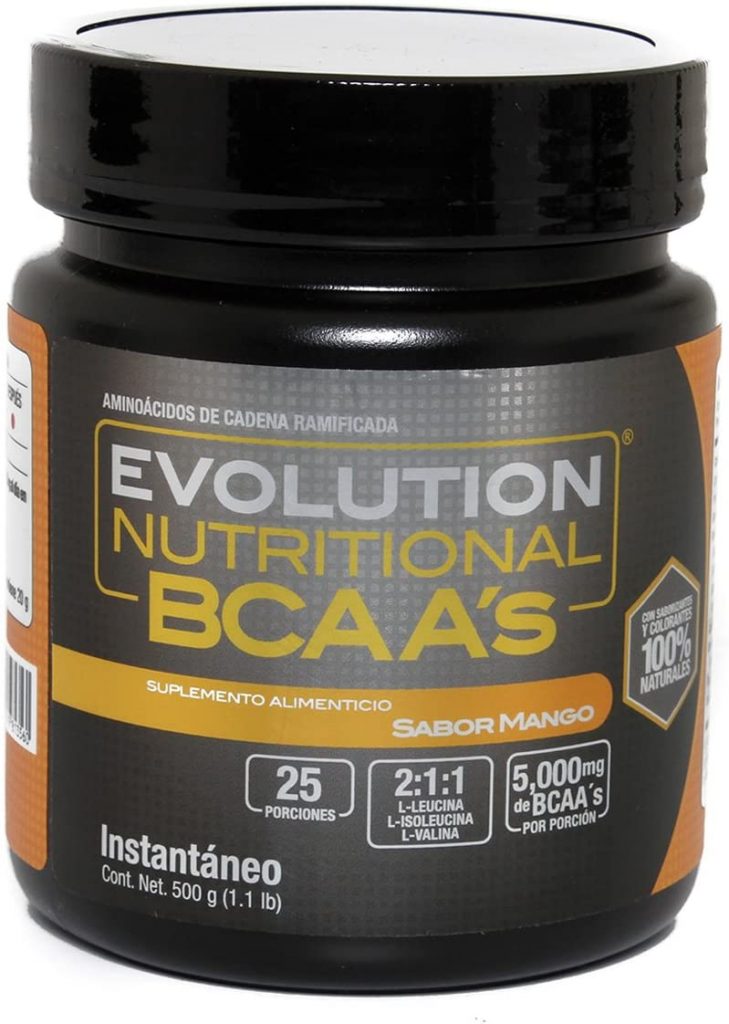 AMINOÁCIDOS DE CADENA RAMIFICADA
EVOLUTION®
NUTRITIONAL
BCAA´s
SUPLEMENTO ALIMENTICIO
SABOR MANGO
CON SABORIZANTES
Y COLORANTES
100%
NATURALES
25
PORCIONES
2:1:1
L-LEUCINA
L-ISOLEUCINA
L-VALINA
5,000mg
de BCAA´s
POR PORCIÓN
Instantáneo
Cont. Net. 500 g (1.1 lb)
20 g